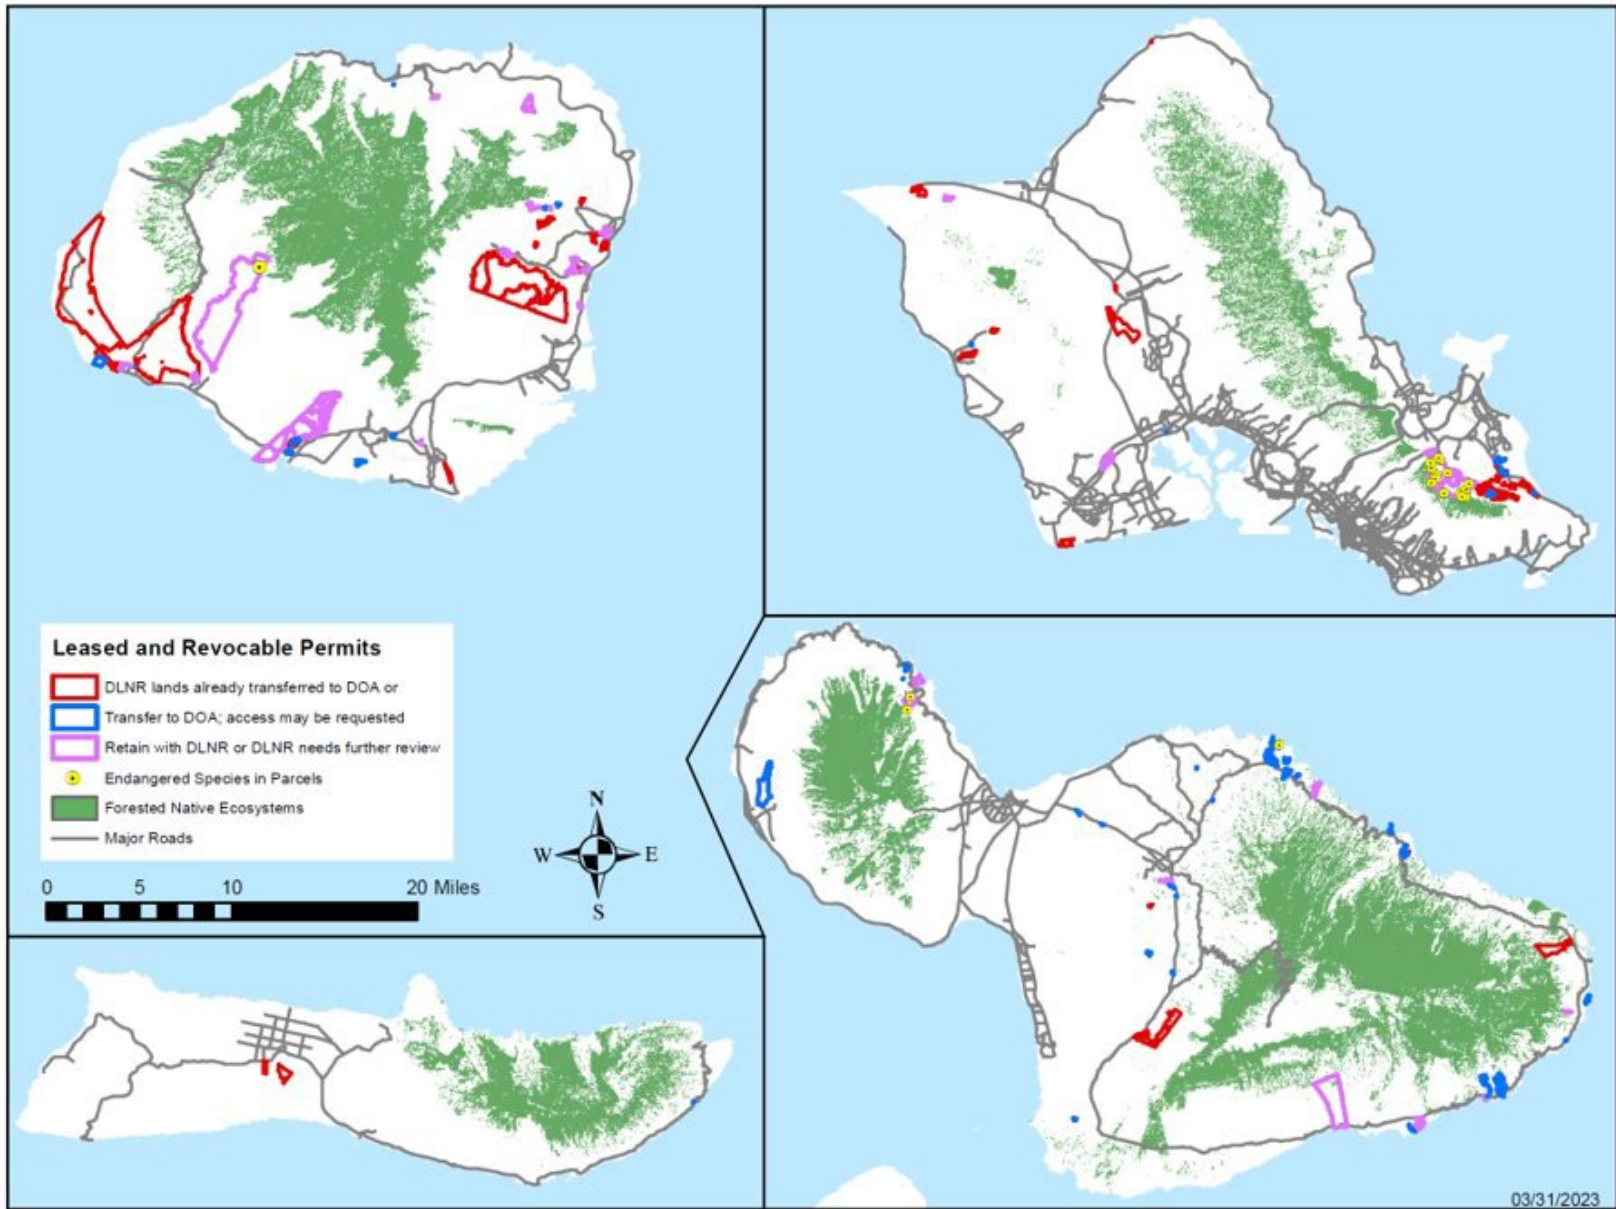 Leased and Revocable Permits
DLNR lands already transferred to DOA or
Transfer to DOA; access may be requested
Retain with DLNR or DLNR needs further review
Endangered Species in Parcels
Forested Native Ecosystems
Major Roads
N
W E
S
0 5 10 20 Miles
03/31/2023